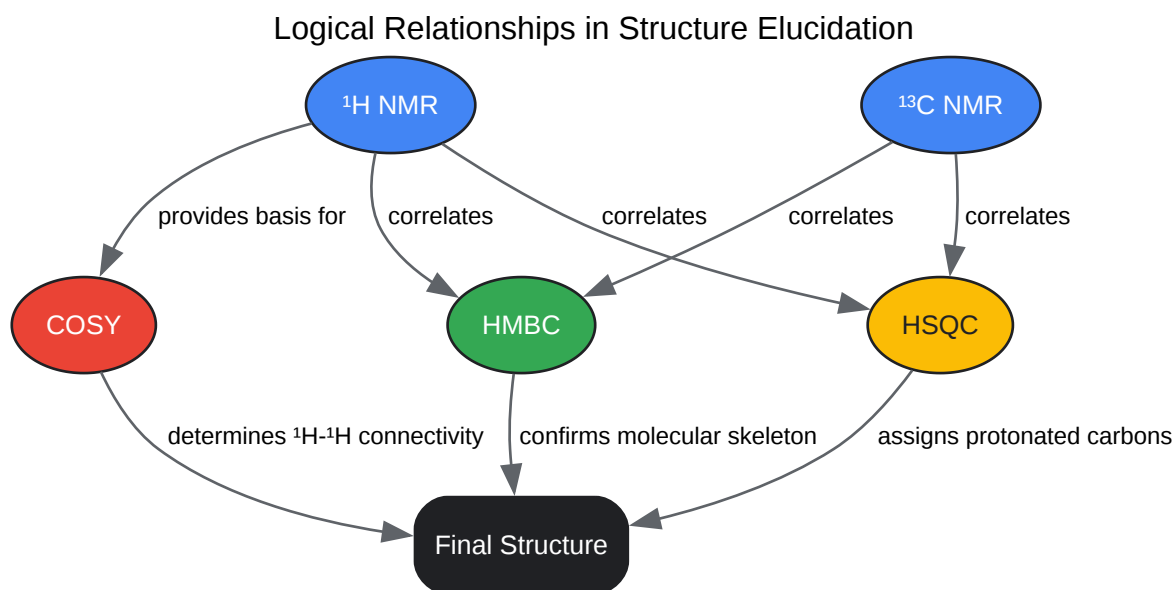 Logical Relationships in Structure Elucidation
¹H NMR
¹³C NMR
provides basis for
correlates
correlates
correlates
correlates
COSY
HMBC
HSQC
determines ¹H-¹H connectivity
confirms molecular skeleton
assigns protonated carbons
Final Structure